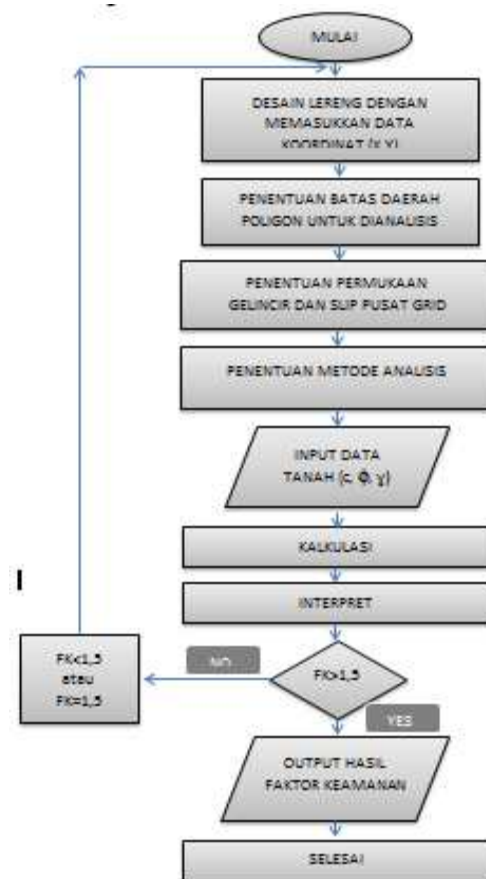 MULAI
DESAIN LERENG DENGAN
MEMASUKKAN DATA
KOORDINAT (X,Y)
PENENTUAN BATAS DAERAH
POLIGON UNTUK DIANALISIS
PENENTUAN PERMUKAAN
GELINCIR DAN SLIP PUSAT GRID
PENENTUAN METODE ANALISIS
INPUT DATA
TANAH (c, ϕ, γ)
KALKULASI
INTERPRET
FK>1,5
NO
FK<1,5
atau
FK=1,5
YES
OUTPUT HASIL
FAKTOR KEAMANAN
SELESAI